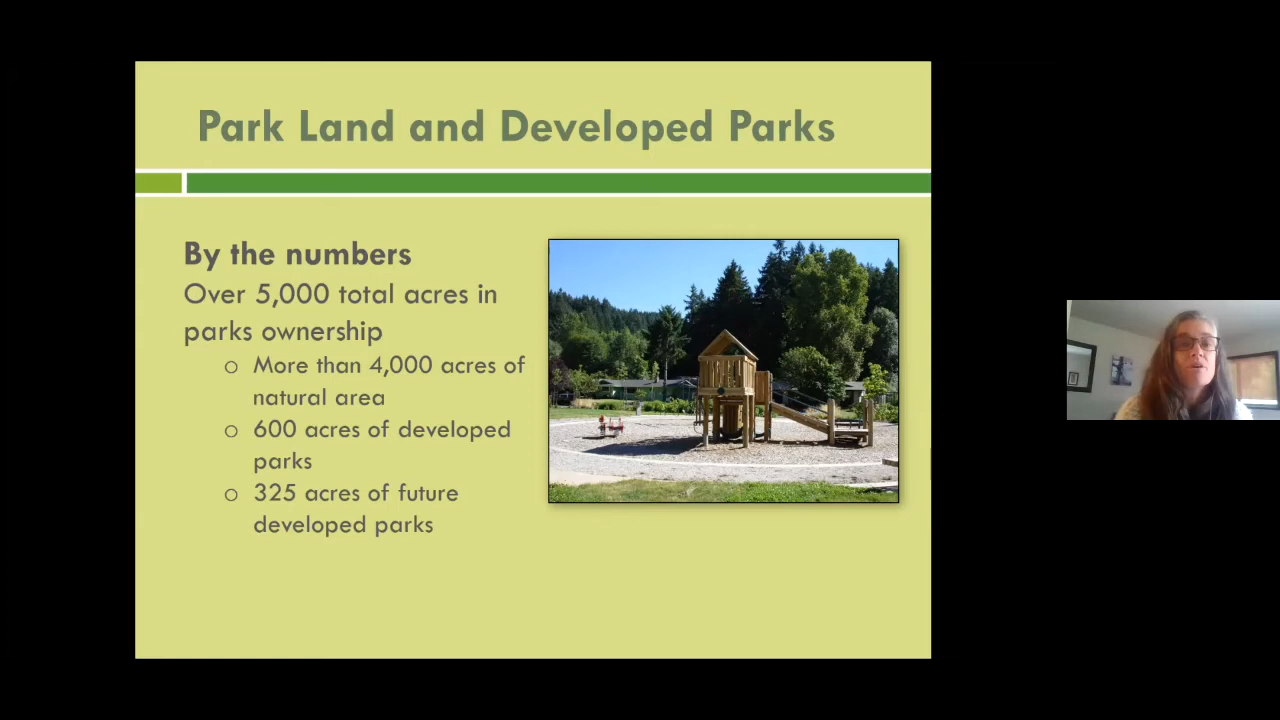 Park Land and Developed Parks
By the numbers
Over 5,000 total acres in
parks ownership
o More than 4,000 acres of
natural area
o 600 acres of developed
parks
o 325 acres of future
developed parks